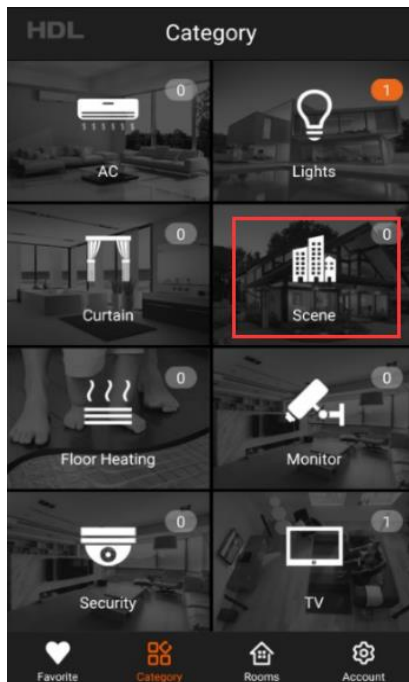 HDL
Category
0
1
AC
Lights
0
0
Curtain
Scene
0
0
Floor Heating
Monitor
0
1
Security
TV
Favorite
Category
Rooms
Account